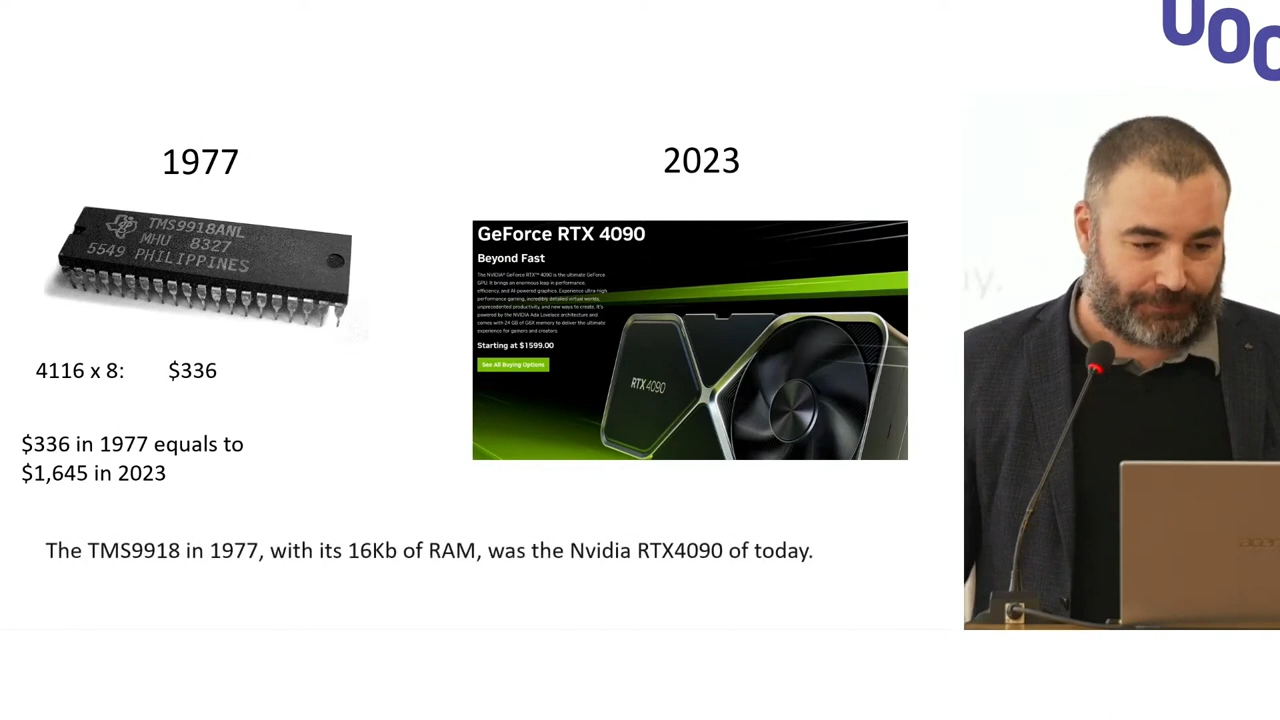 UOC
1977
2023
TMS9918ANL
MHU 8327
5549 PHILIPPINES
GeForce RTX 4090
Beyond Fast
The NVIDIA® GeForce RTX™ 4090 is the ultimate GeForce
GPU. It brings an enormous leap in performance,
efficiency, and AI-powered graphics. Experience ultra-high
performance gaming, incredibly detailed virtual worlds,
unprecedented productivity, and new ways to create. It's
powered by the NVIDIA Ada Lovelace architecture and
comes with 24 GB of G6X memory to deliver the ultimate
experience for gamers and creators.
Starting at $1599.00
See All Buying Options
RTX 4090
4116 x 8: $336
$336 in 1977 equals to
$1,645 in 2023
The TMS9918 in 1977, with its 16Kb of RAM, was the Nvidia RTX4090 of today.
acer